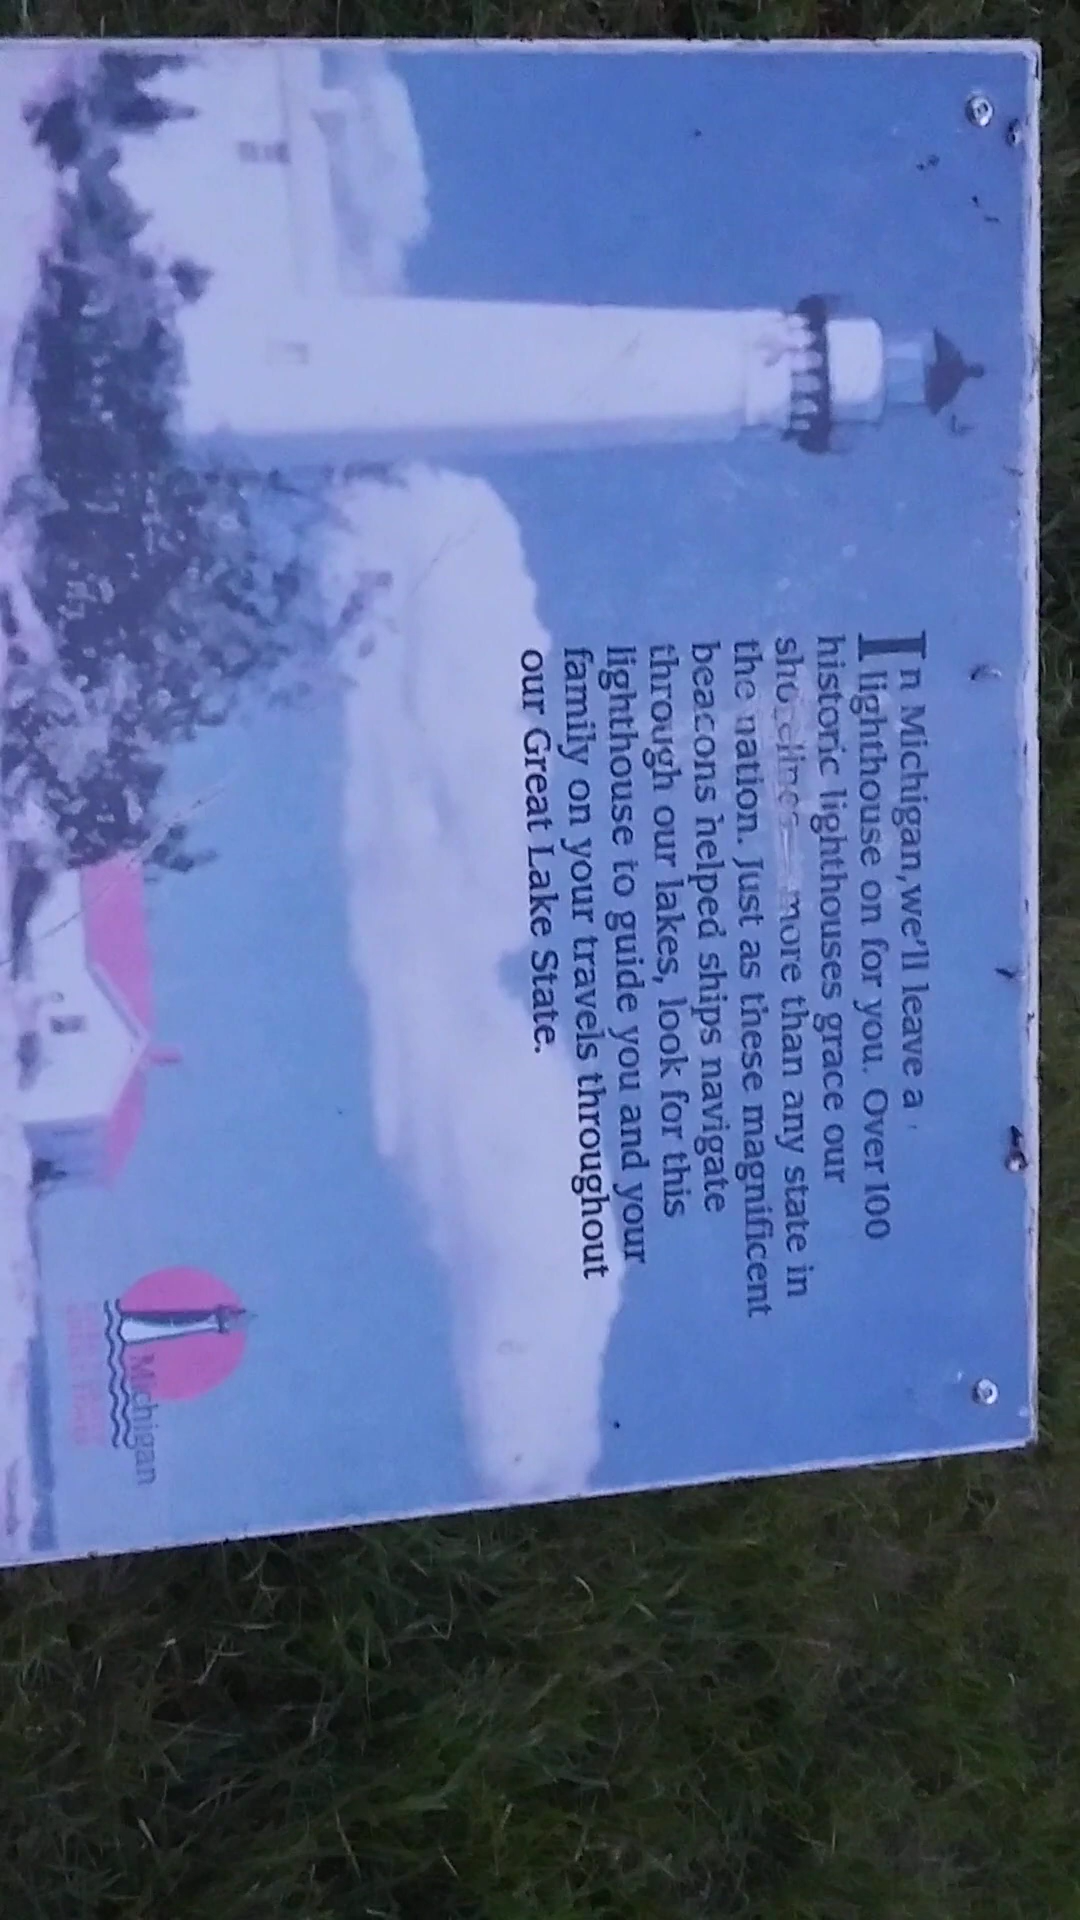 In Michigan, we'll leave a
lighthouse on for you. Over 100
historic lighthouses grace our
shorelines more than any state in
the nation. Just as these magnificent
beacons helped ships navigate
through our lakes, look for this
lighthouse to guide you and your
family on your travels throughout
our Great Lake State.
Michigan